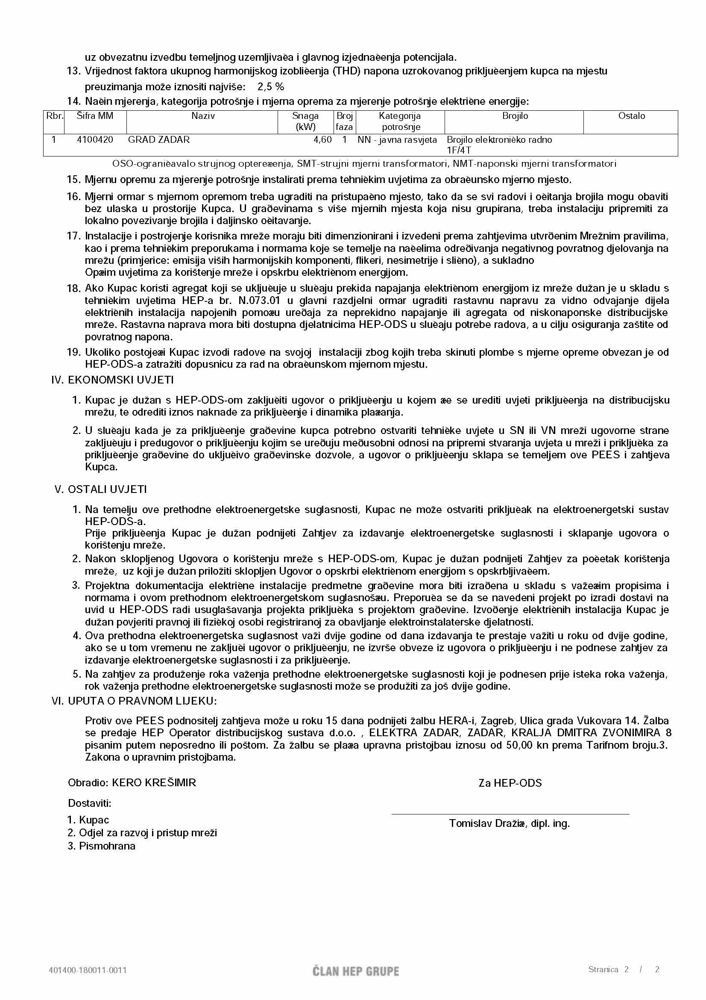 uz obvezatnu izvedbu temeljnog uzemljivaèa i glavnog izjednaèenja potencijala.
13. Vrijednost faktora ukupnog harmonijskog izoblièenja (THD) napona uzrokovanog prikljuèenjem kupca na mjestu
preuzimanja može iznositi najviše: 2,5 %
14. Naèin mjerenja, kategorija potrošnje i mjerna oprema za mjerenje potrošnje elektriène energije:
Rbr. Šifra MM Naziv Snaga Broj Kategorija Brojilo Ostalo
(kW) faza potrošnje
1 4100420 GRAD ZADAR 4,60 1 NN - javna rasvjeta Brojilo elektronièko radno
1F/4T
OSO-ogranièavalo strujnog optereæenja, SMT-strujni mjerni transformatori, NMT-naponski mjerni transformatori
15. Mjernu opremu za mjerenje potrošnje instalirati prema tehnièkim uvjetima za obraèunsko mjerno mjesto.
16. Mjerni ormar s mjernom opremom treba ugraditi na pristupaèno mjesto, tako da se svi radovi i oèitanja brojila mogu obaviti
bez ulaska u prostorije Kupca. U graðevinama s više mjernih mjesta koja nisu grupirana, treba instalaciju pripremiti za
lokalno povezivanje brojila i daljinsko oèitavanje.
17. Instalacije i postrojenje korisnika mreže moraju biti dimenzionirani i izvedeni prema zahtjevima utvrðenim Mrežnim pravilima,
kao i prema tehnièkim preporukama i normama koje se temelje na naèelima odreðivanja negativnog povratnog djelovanja na
mrežu (primjerice: emisija viših harmonijskih komponenti, flikeri, nesimetrije i slièno), a sukladno
Opæim uvjetima za korištenje mreže i opskrbu elektriènom energijom.
18. Ako Kupac koristi agregat koji se ukljuèuje u sluèaju prekida napajanja elektriènom energijom iz mreže dužan je u skladu s
tehnièkim uvjetima HEP-a br. N.073.01 u glavni razdjelni ormar ugraditi rastavnu napravu za vidno odvajanje dijela
elektriènih instalacija napojenih pomoæu ureðaja za neprekidno napajanje ili agregata od niskonaponske distribucijske
mreže. Rastavna naprava mora biti dostupna djelatnicima HEP-ODS u sluèaju potrebe radova, a u cilju osiguranja zaštite od
povratnog napona.
19. Ukoliko postojeæi Kupac izvodi radove na svojoj instalaciji zbog kojih treba skinuti plombe s mjerne opreme obvezan je od
HEP-ODS-a zatražiti dopusnicu za rad na obraèunskom mjernom mjestu.
IV. EKONOMSKI UVJETI
1. Kupac je dužan s HEP-ODS-om zakljuèiti ugovor o prikljuèenju u kojem æe se urediti uvjeti prikljuèenja na distribucijsku
mrežu, te odrediti iznos naknade za prikljuèenje i dinamika plaæanja.
2. U sluèaju kada je za prikljuèenje graðevine kupca potrebno ostvariti tehnièke uvjete u SN ili VN mreži ugovorne strane
zakljuèuju i predugovor o prikljuèenju kojim se ureðuju meðusobni odnosi na pripremi stvaranja uvjeta u mreži i prikljuèka za
prikljuèenje graðevine do ukljuèivo graðevinske dozvole, a ugovor o prikljuèenju sklapa se temeljem ove PEES i zahtjeva
Kupca.
V. OSTALI UVJETI
1. Na temelju ove prethodne elektroenergetske suglasnosti, Kupac ne može ostvariti prikljuèak na elektroenergetski sustav
HEP-ODS-a.
Prije prikljuèenja Kupac je dužan podnijeti Zahtjev za izdavanje elektroenergetske suglasnosti i sklapanje ugovora o
korištenju mreže.
2. Nakon sklopljenog Ugovora o korištenju mreže s HEP-ODS-om, Kupac je dužan podnijeti Zahtjev za poèetak korištenja
mreže, uz koji je dužan priložiti sklopljen Ugovor o opskrbi elektriènom energijom s opskrbljivaèem.
3. Projektna dokumentacija elektriène instalacije predmetne graðevine mora biti izraðena u skladu s važeæim propisima i
normama i ovom prethodnom elektroenergetskom suglasnošæu. Preporuèa se da se navedeni projekt po izradi dostavi na
uvid u HEP-ODS radi usuglašavanja projekta prikljuèka s projektom graðevine. Izvoðenje elektriènih instalacija Kupac je
dužan povjeriti pravnoj ili fizièkoj osobi registriranoj za obavljanje elektroinstalaterske djelatnosti.
4. Ova prethodna elektroenergetska suglasnost važi dvije godine od dana izdavanja te prestaje važiti u roku od dvije godine,
ako se u tom vremenu ne zakljuèi ugovor o prikljuèenju, ne izvrše obveze iz ugovora o prikljuèenju i ne podnese zahtjev za
izdavanje elektroenergetske suglasnosti i za prikljuèenje.
5. Na zahtjev za produženje roka važenja prethodne elektroenergetske suglasnosti koji je podnesen prije isteka roka važenja,
rok važenja prethodne elektroenergetske suglasnosti može se produžiti za još dvije godine.
VI. UPUTA O PRAVNOM LIJEKU:
Protiv ove PEES podnositelj zahtjeva može u roku 15 dana podnijeti žalbu HERA-i, Zagreb, Ulica grada Vukovara 14. Žalba
se predaje HEP Operator distribucijskog sustava d.o.o. , ELEKTRA ZADAR, ZADAR, KRALJA DMITRA ZVONIMIRA 8
pisanim putem neposredno ili poštom. Za žalbu se plaæa upravna pristojbau iznosu od 50,00 kn prema Tarifnom broju.3.
Zakona o upravnim pristojbama.
Obradio: KERO KREŠIMIR Za HEP-ODS
Dostaviti:
1. Kupac
Tomislav Dražiæ, dipl. ing.
2. Odjel za razvoj i pristup mreži
3. Pismohrana
401400-180011-0011 ČLAN HEP GRUPE Stranica 2 / 2